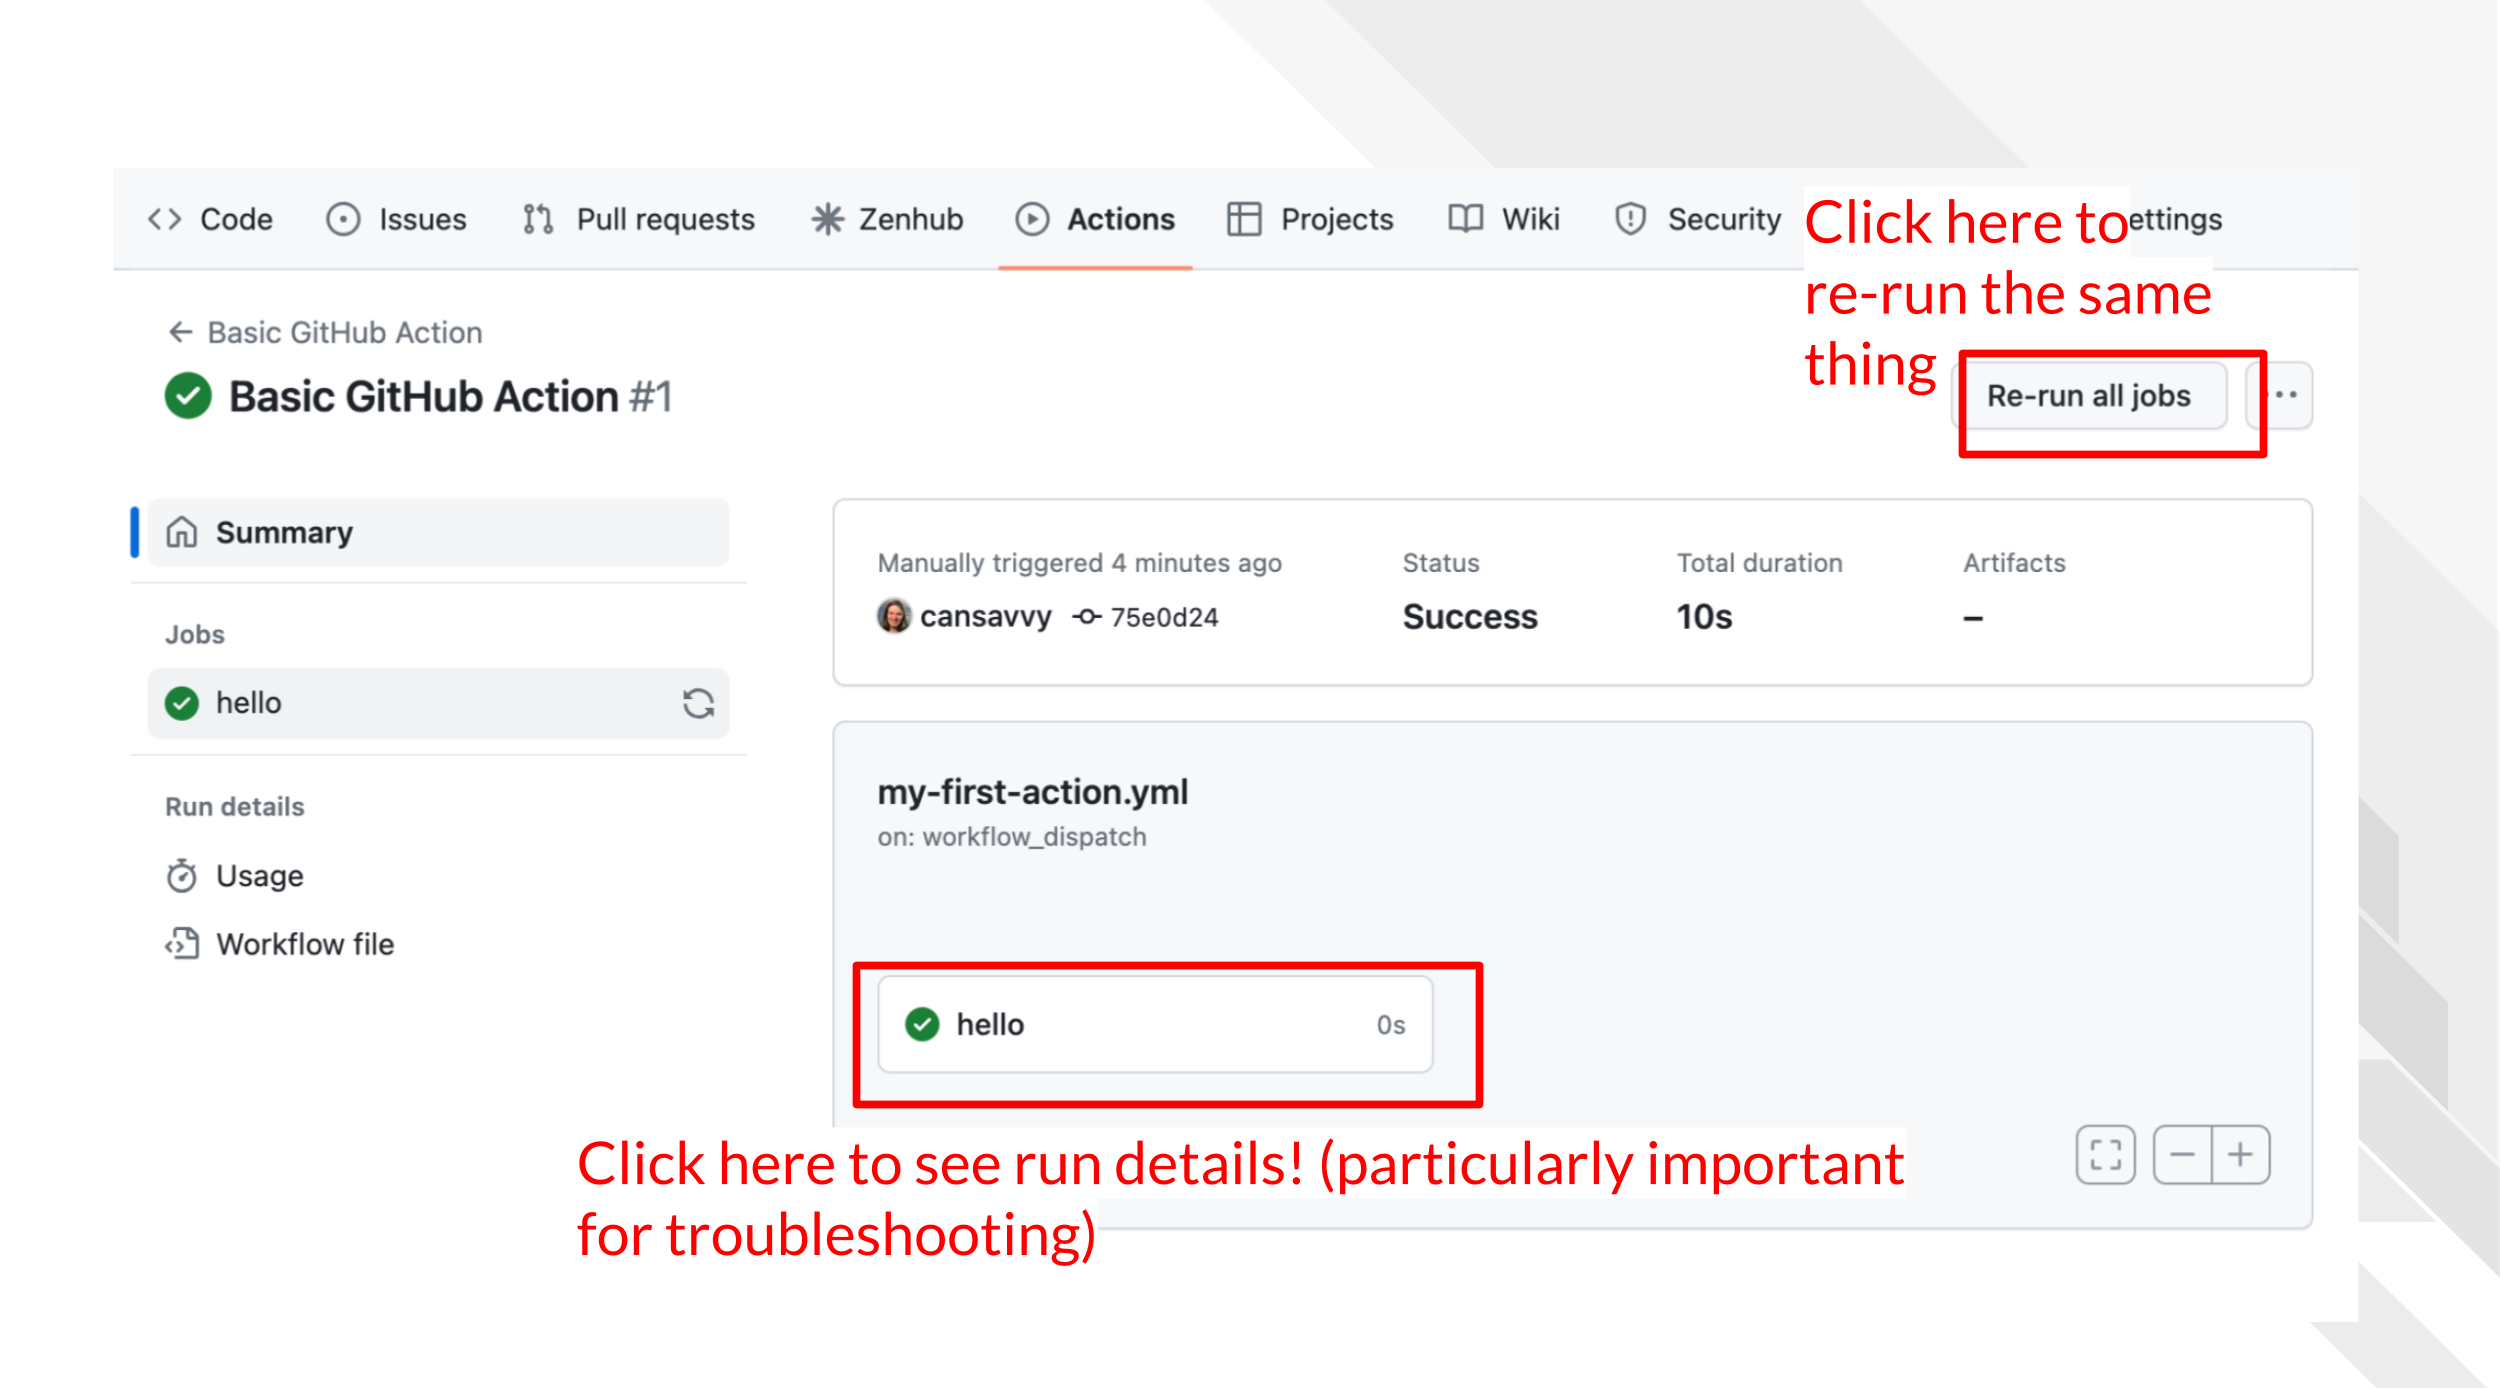 Code Issues Pull requests Zenhub Actions Projects Wiki Security ettings
Click here to
re-run the same
thing
Basic GitHub Action
Basic GitHub Action #1
Re-run all jobs
Summary
Jobs
hello
Run details
Usage
Workflow file
Manually triggered 4 minutes ago Status Total duration Artifacts
cansavvy 75e0d24 Success 10s –
my-first-action.yml
on: workflow_dispatch
hello 0s
Click here to see run details! (particularly important
for troubleshooting)